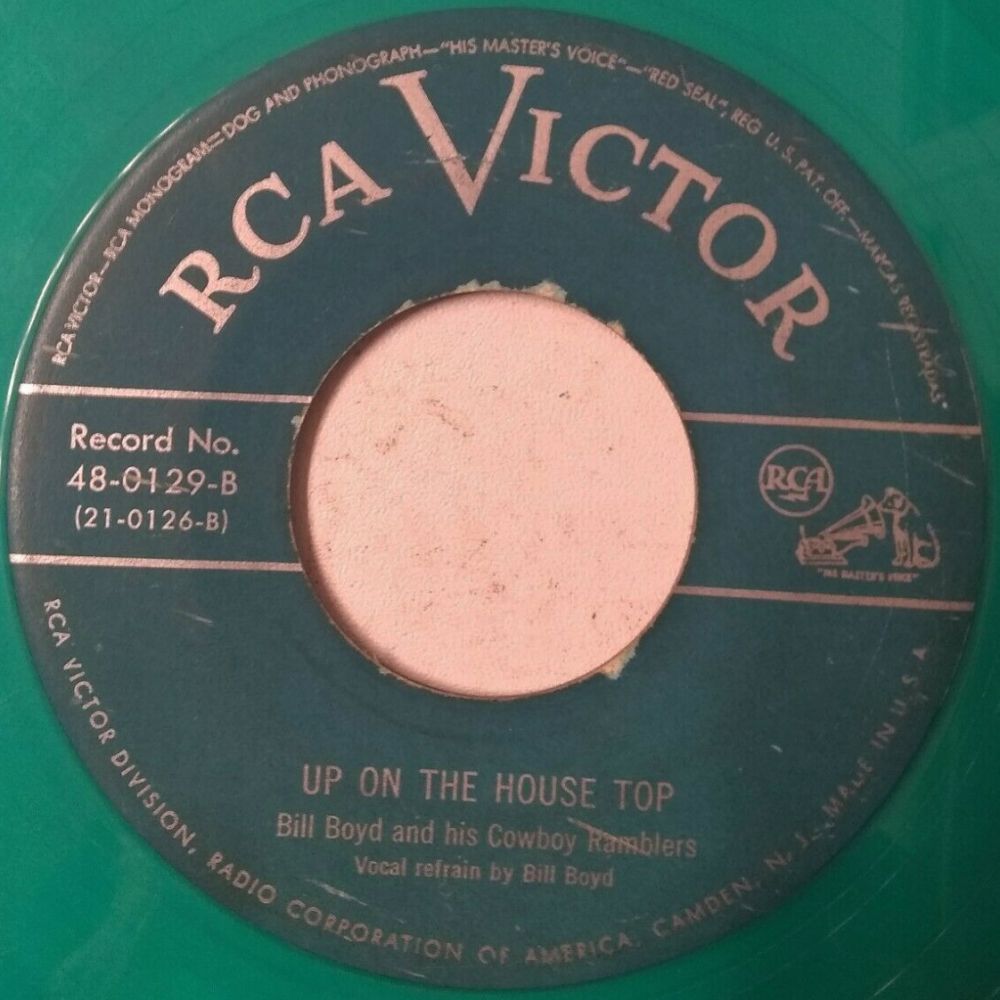 RCA VICTOR—RCA MONOGRAM—DOG AND PHONOGRAPH—"HIS MASTER'S VOICE"—"RED SEAL", REG U. S. PAT. OFF.—MARCAS REGISTRADAS.
RCA VICTOR
Record No.
48-0129-B
(21-0126-B)
RCA
"HIS MASTER'S VOICE"
UP ON THE HOUSE TOP
Bill Boyd and his Cowboy Ramblers
Vocal refrain by Bill Boyd
RCA VICTOR DIVISION, RADIO CORPORATION OF AMERICA, CAMDEN, N. J., MADE IN U. S. A.